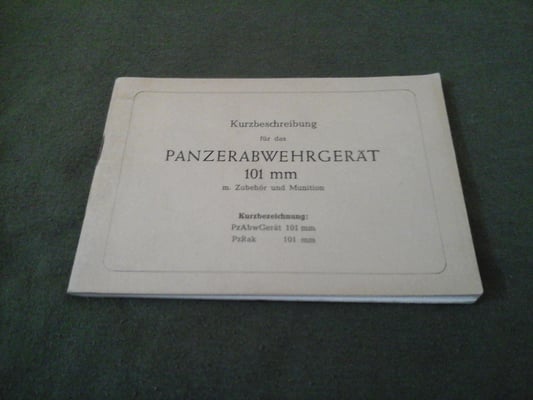 Kurzbeschreibung
für das
PANZERABWEHRGERÄT
101 mm
m. Zubehör und Munition
Kurzbezeichnung:
PzAbwGerät 101 mm
PzRak 101 mm